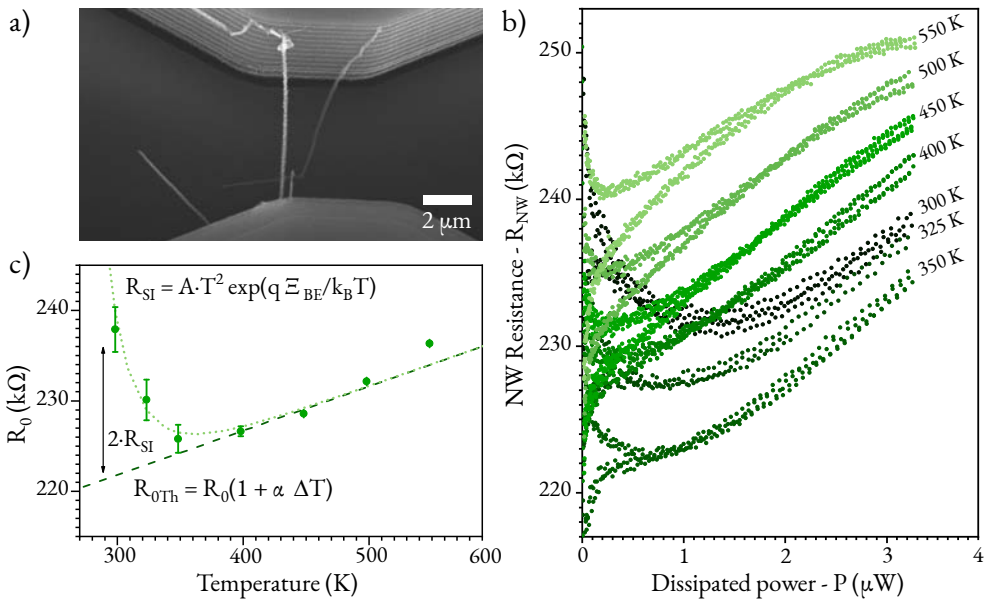 a)
2 μm
c)
R_SI = A·T² exp(q Ξ_BE/k_BT)
240
230
220
R₀ (kΩ)
2·R_SI
R_0Th = R₀(1 + α ΔT)
300
400
500
600
Temperature (K)
b)
250
240
230
220
NW Resistance - R_NW (kΩ)
550 K
500 K
450 K
400 K
300 K
325 K
350 K
0
1
2
3
4
Dissipated power - P (μW)